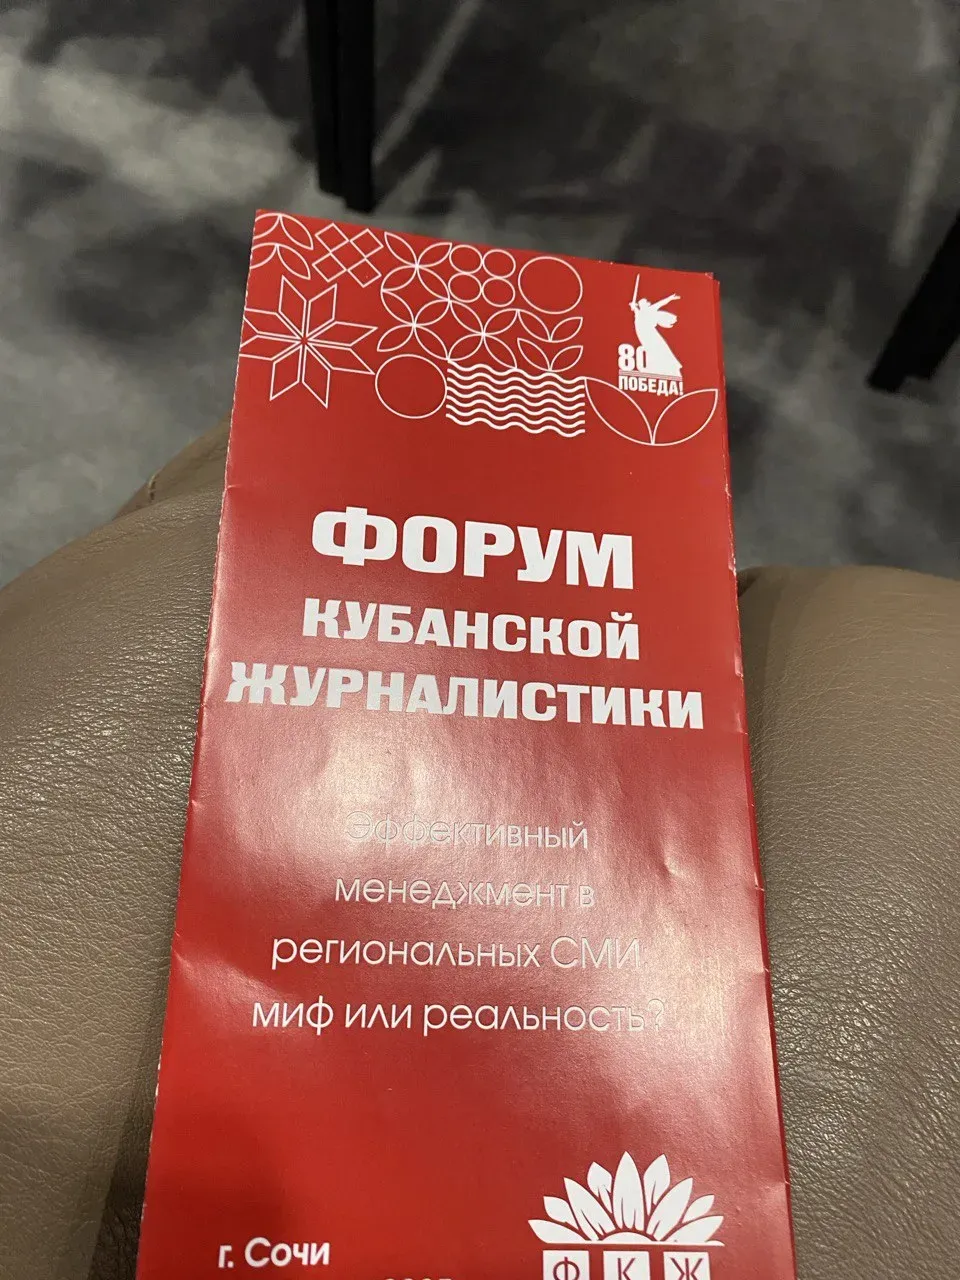 80
ПОБЕДА!
ФОРУМ
КУБАНСКОЙ
ЖУРНАЛИСТИКИ
Эффективный
менеджмент в
региональных СМИ:
миф или реальность?
г. Сочи
Ф К Ж